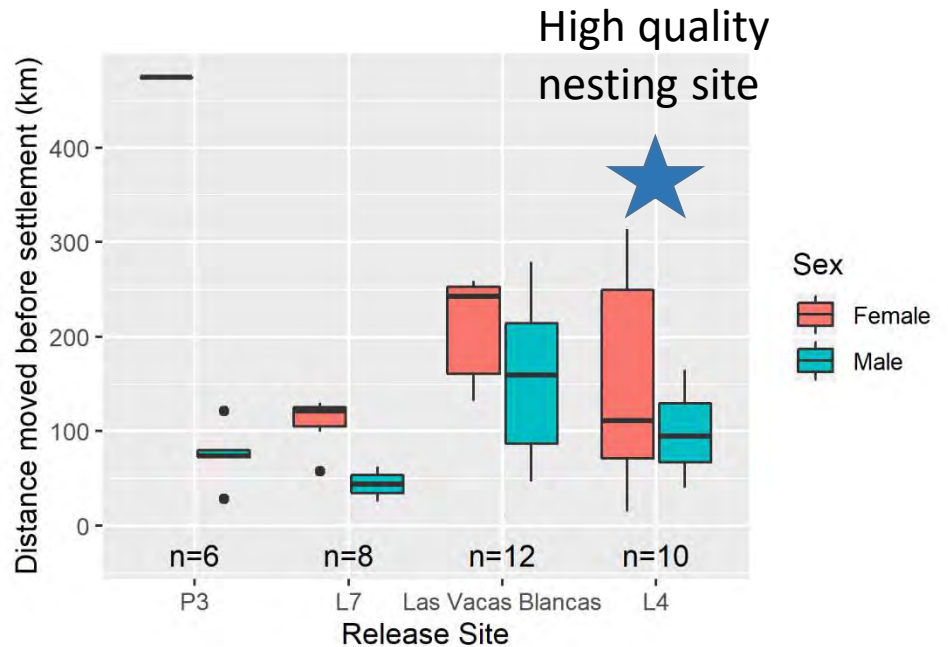 High quality
nesting site
Distance moved before settlement (km)
400
300
200
100
0
n=6 n=8 n=12 n=10
P3 L7 Las Vacas Blancas L4
Release Site
Sex
Female
Male